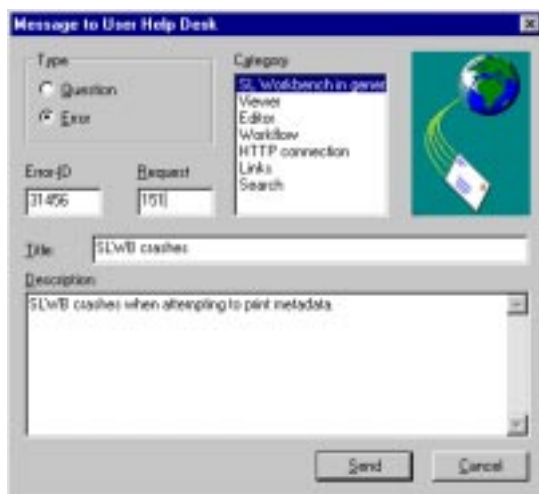 Message to User Help Desk
Type
Question
Error
Category
SL Workbench in gener
Viewer
Editor
Workflow
HTTP connection
Links
Search
Error-ID
Request
31456
151
Title
SLWB crashes
Description
SLWB crashes when attempting to print metadata
Send
Cancel